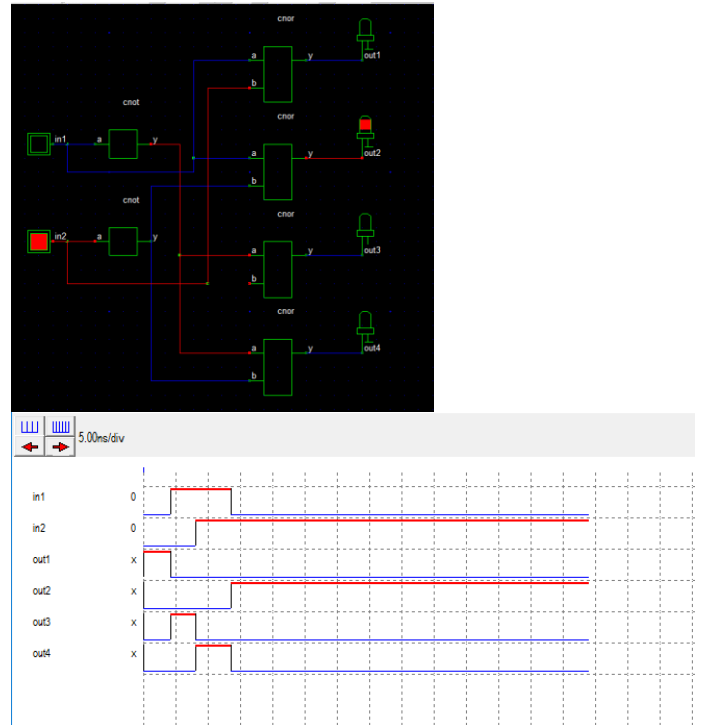 cnor
a y out1
b
cnot
cnor
in1 a y
a y out2
b
cnot
cnor
in2 a y
a y out3
b
cnor
a y out4
b
5.00ns/div
in1 0
in2 0
out1 x
out2 x
out3 x
out4 x